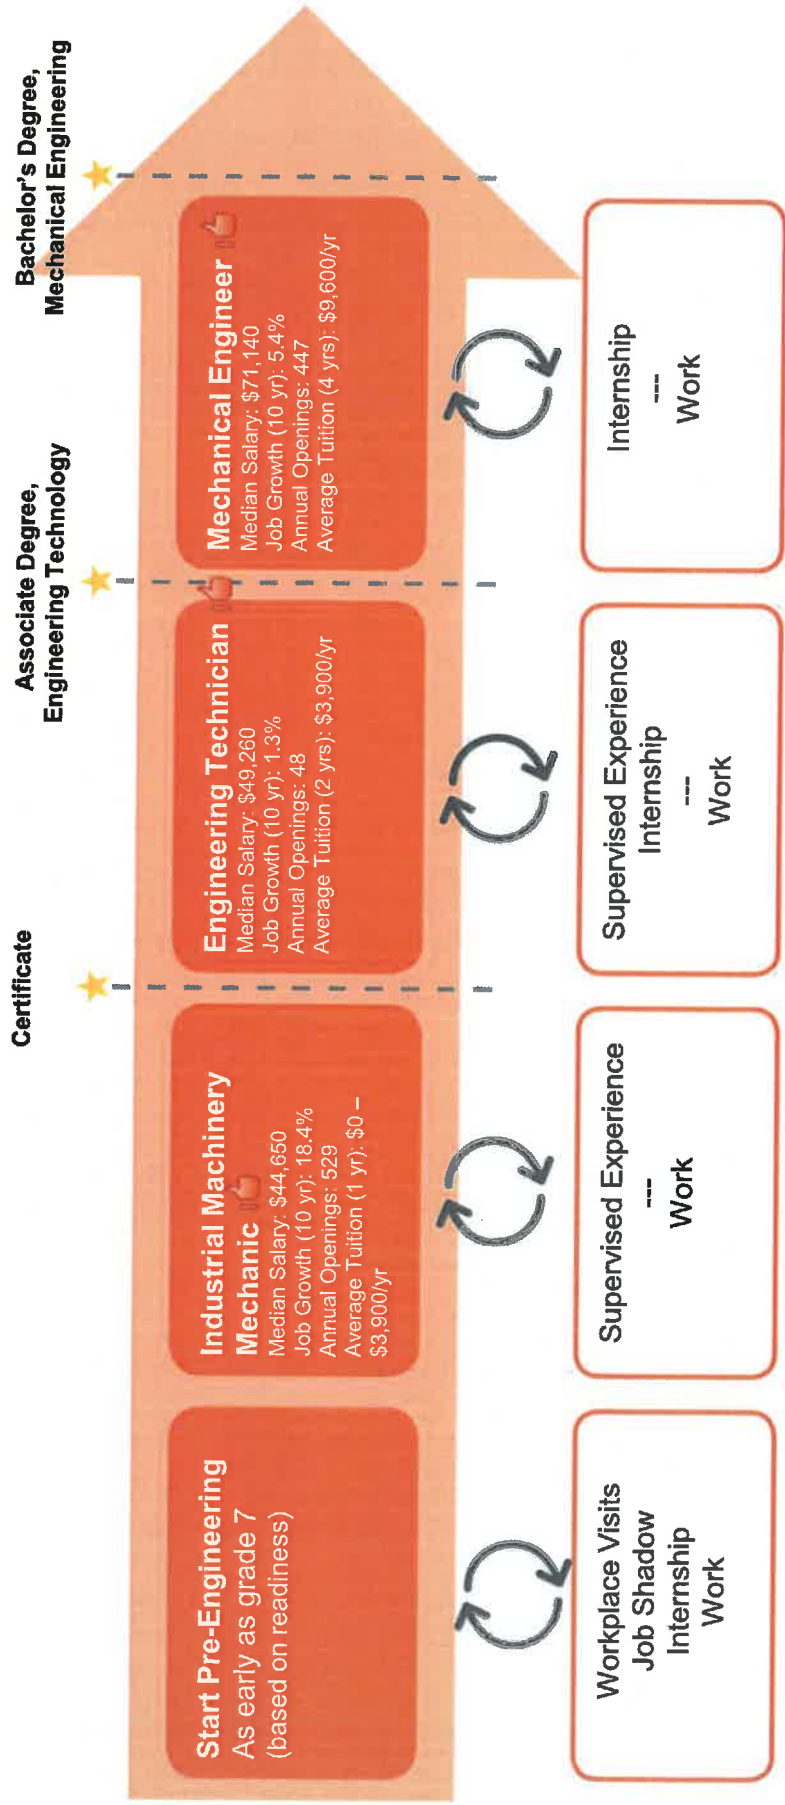 Certificate
Associate Degree,
Engineering Technology
Bachelor's Degree,
Mechanical Engineering
Start Pre-Engineering
As early as grade 7
(based on readiness)
Industrial Machinery
Mechanic
Median Salary: $44,650
Job Growth (10 yr): 18.4%
Annual Openings: 529
Average Tuition (1 yr): $0 –
$3,900/yr
Engineering Technician
Median Salary: $49,260
Job Growth (10 yr): 1.3%
Annual Openings: 48
Average Tuition (2 yrs): $3,900/yr
Mechanical Engineer
Median Salary: $71,140
Job Growth (10 yr): 5.4%
Annual Openings: 447
Average Tuition (4 yrs): $9,600/yr
Workplace Visits
Job Shadow
Internship
Work
Supervised Experience
---
Work
Supervised Experience
Internship
---
Work
Internship
---
Work